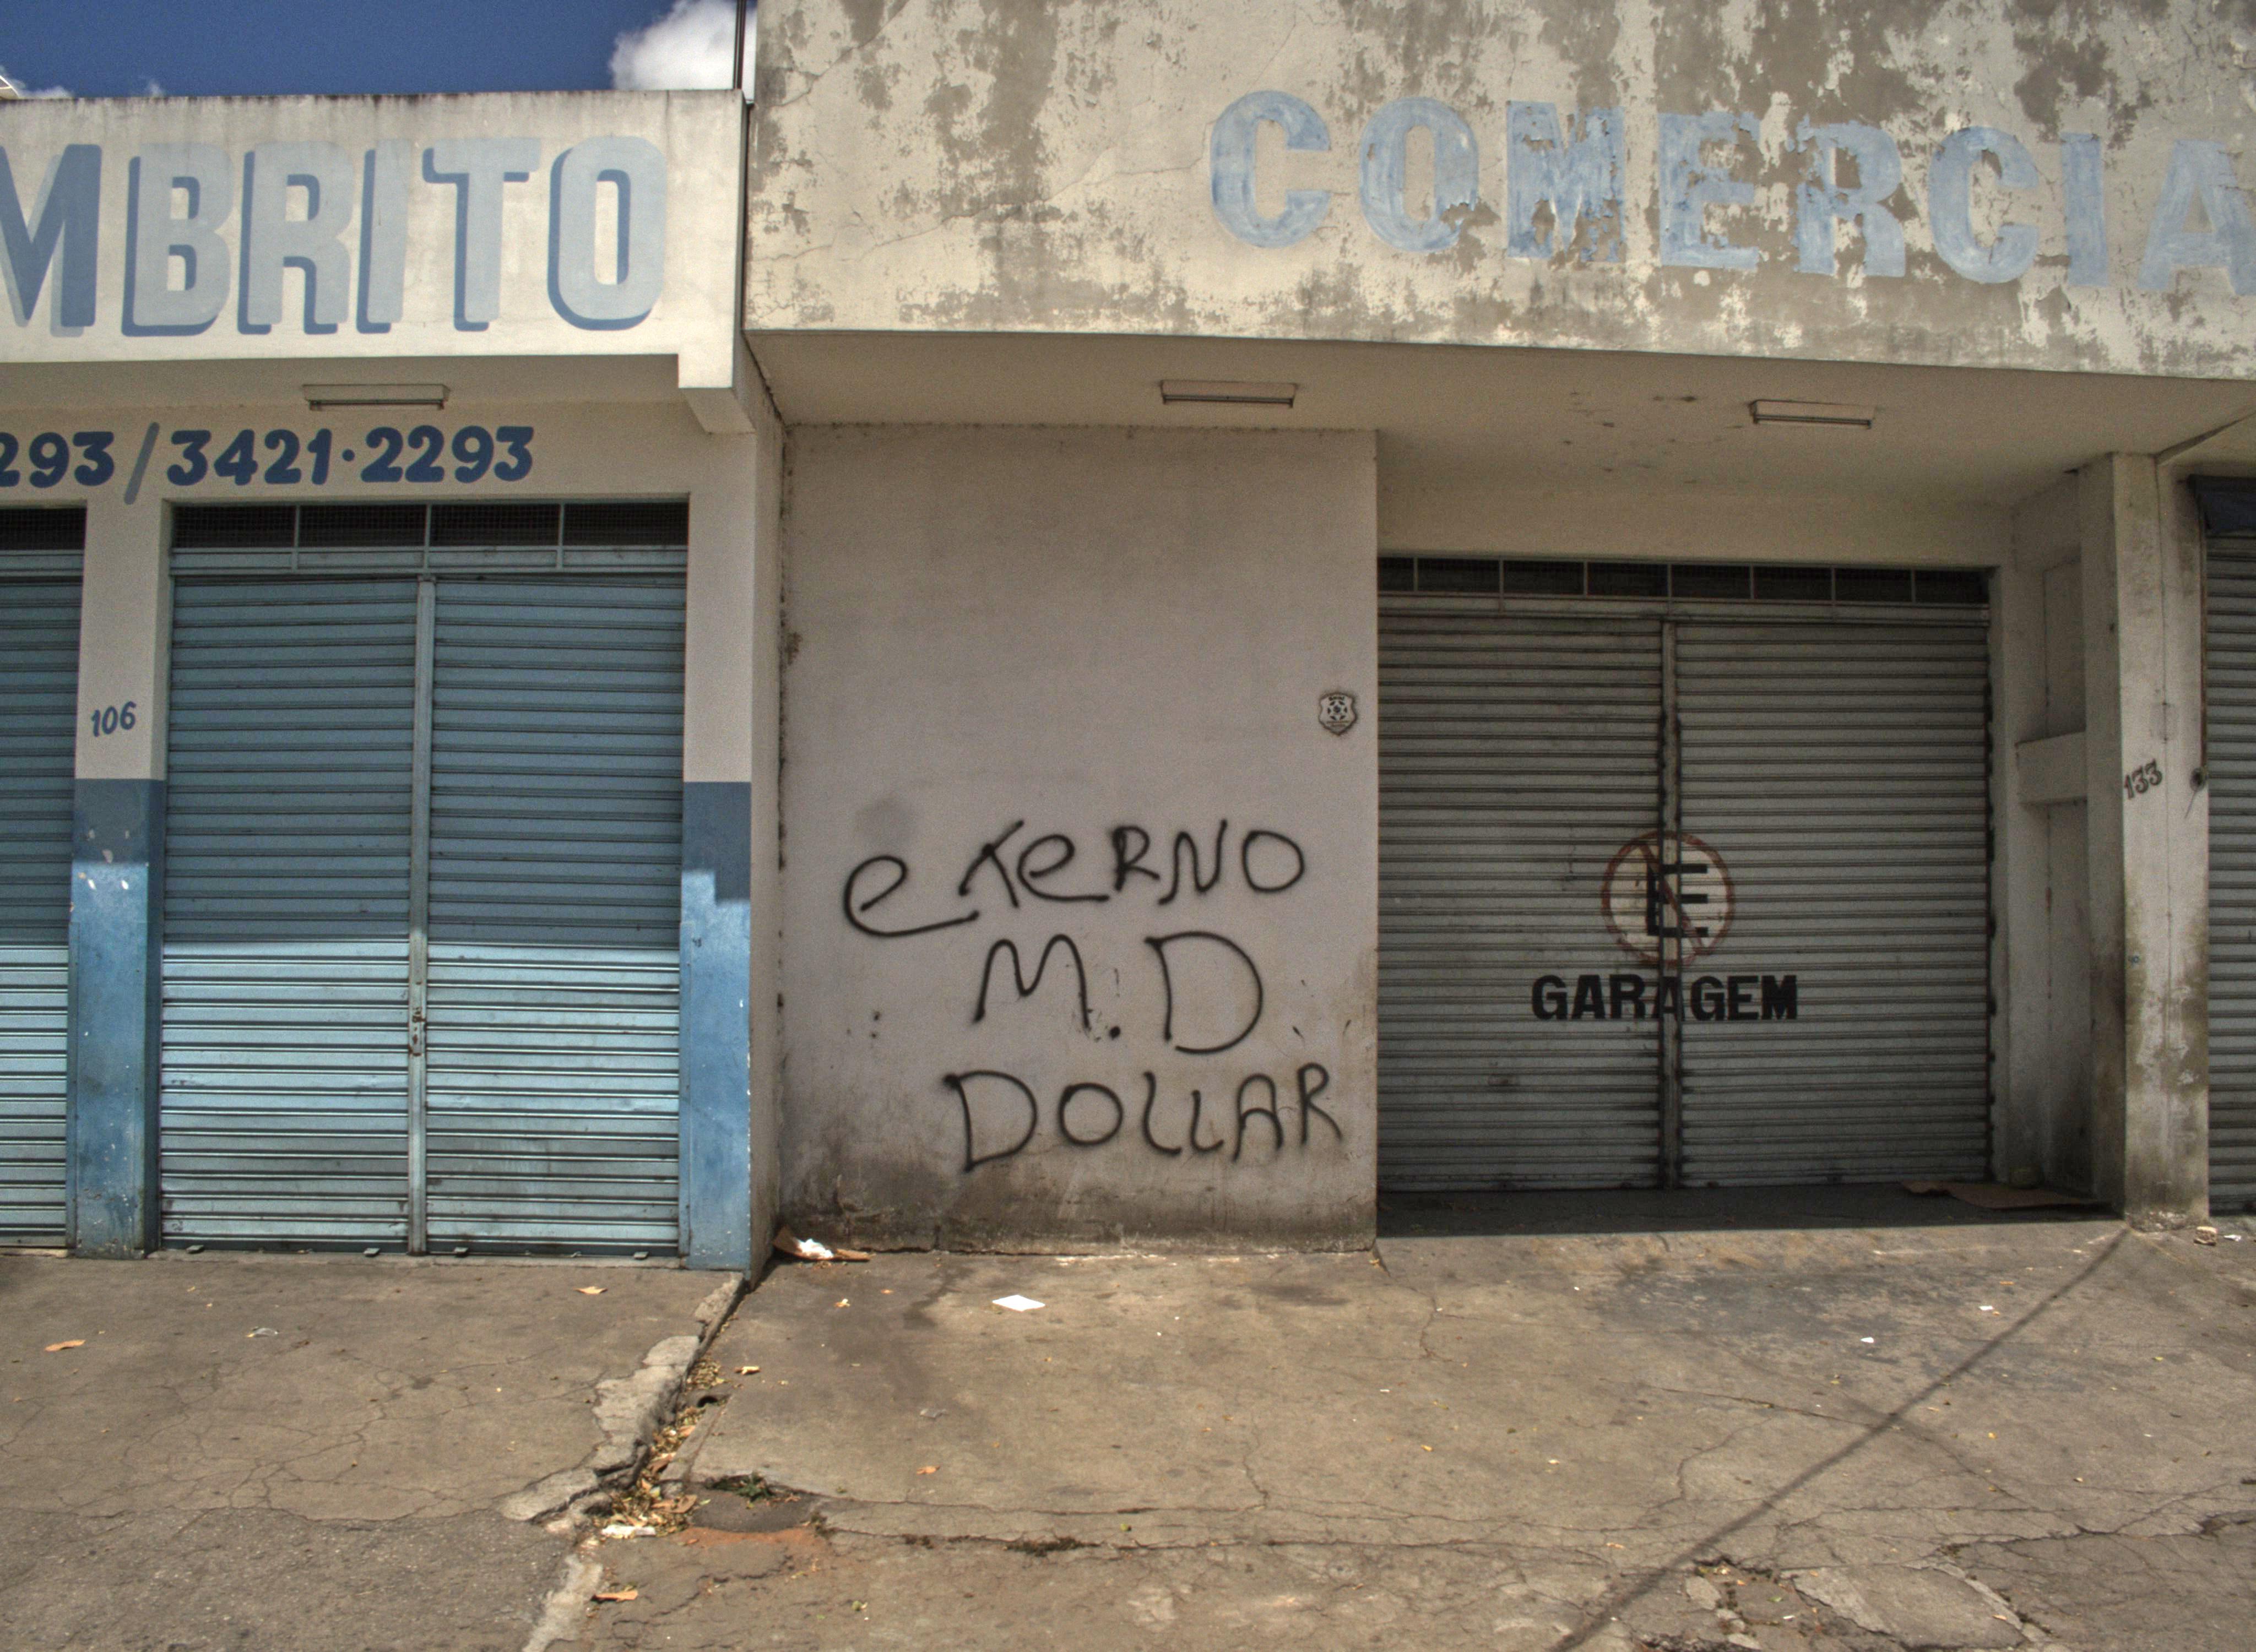 MBRITO
COMERCIA
293/3421·2293
106
133
eterno
M.D.
DOLLAR
E
GARAGEM